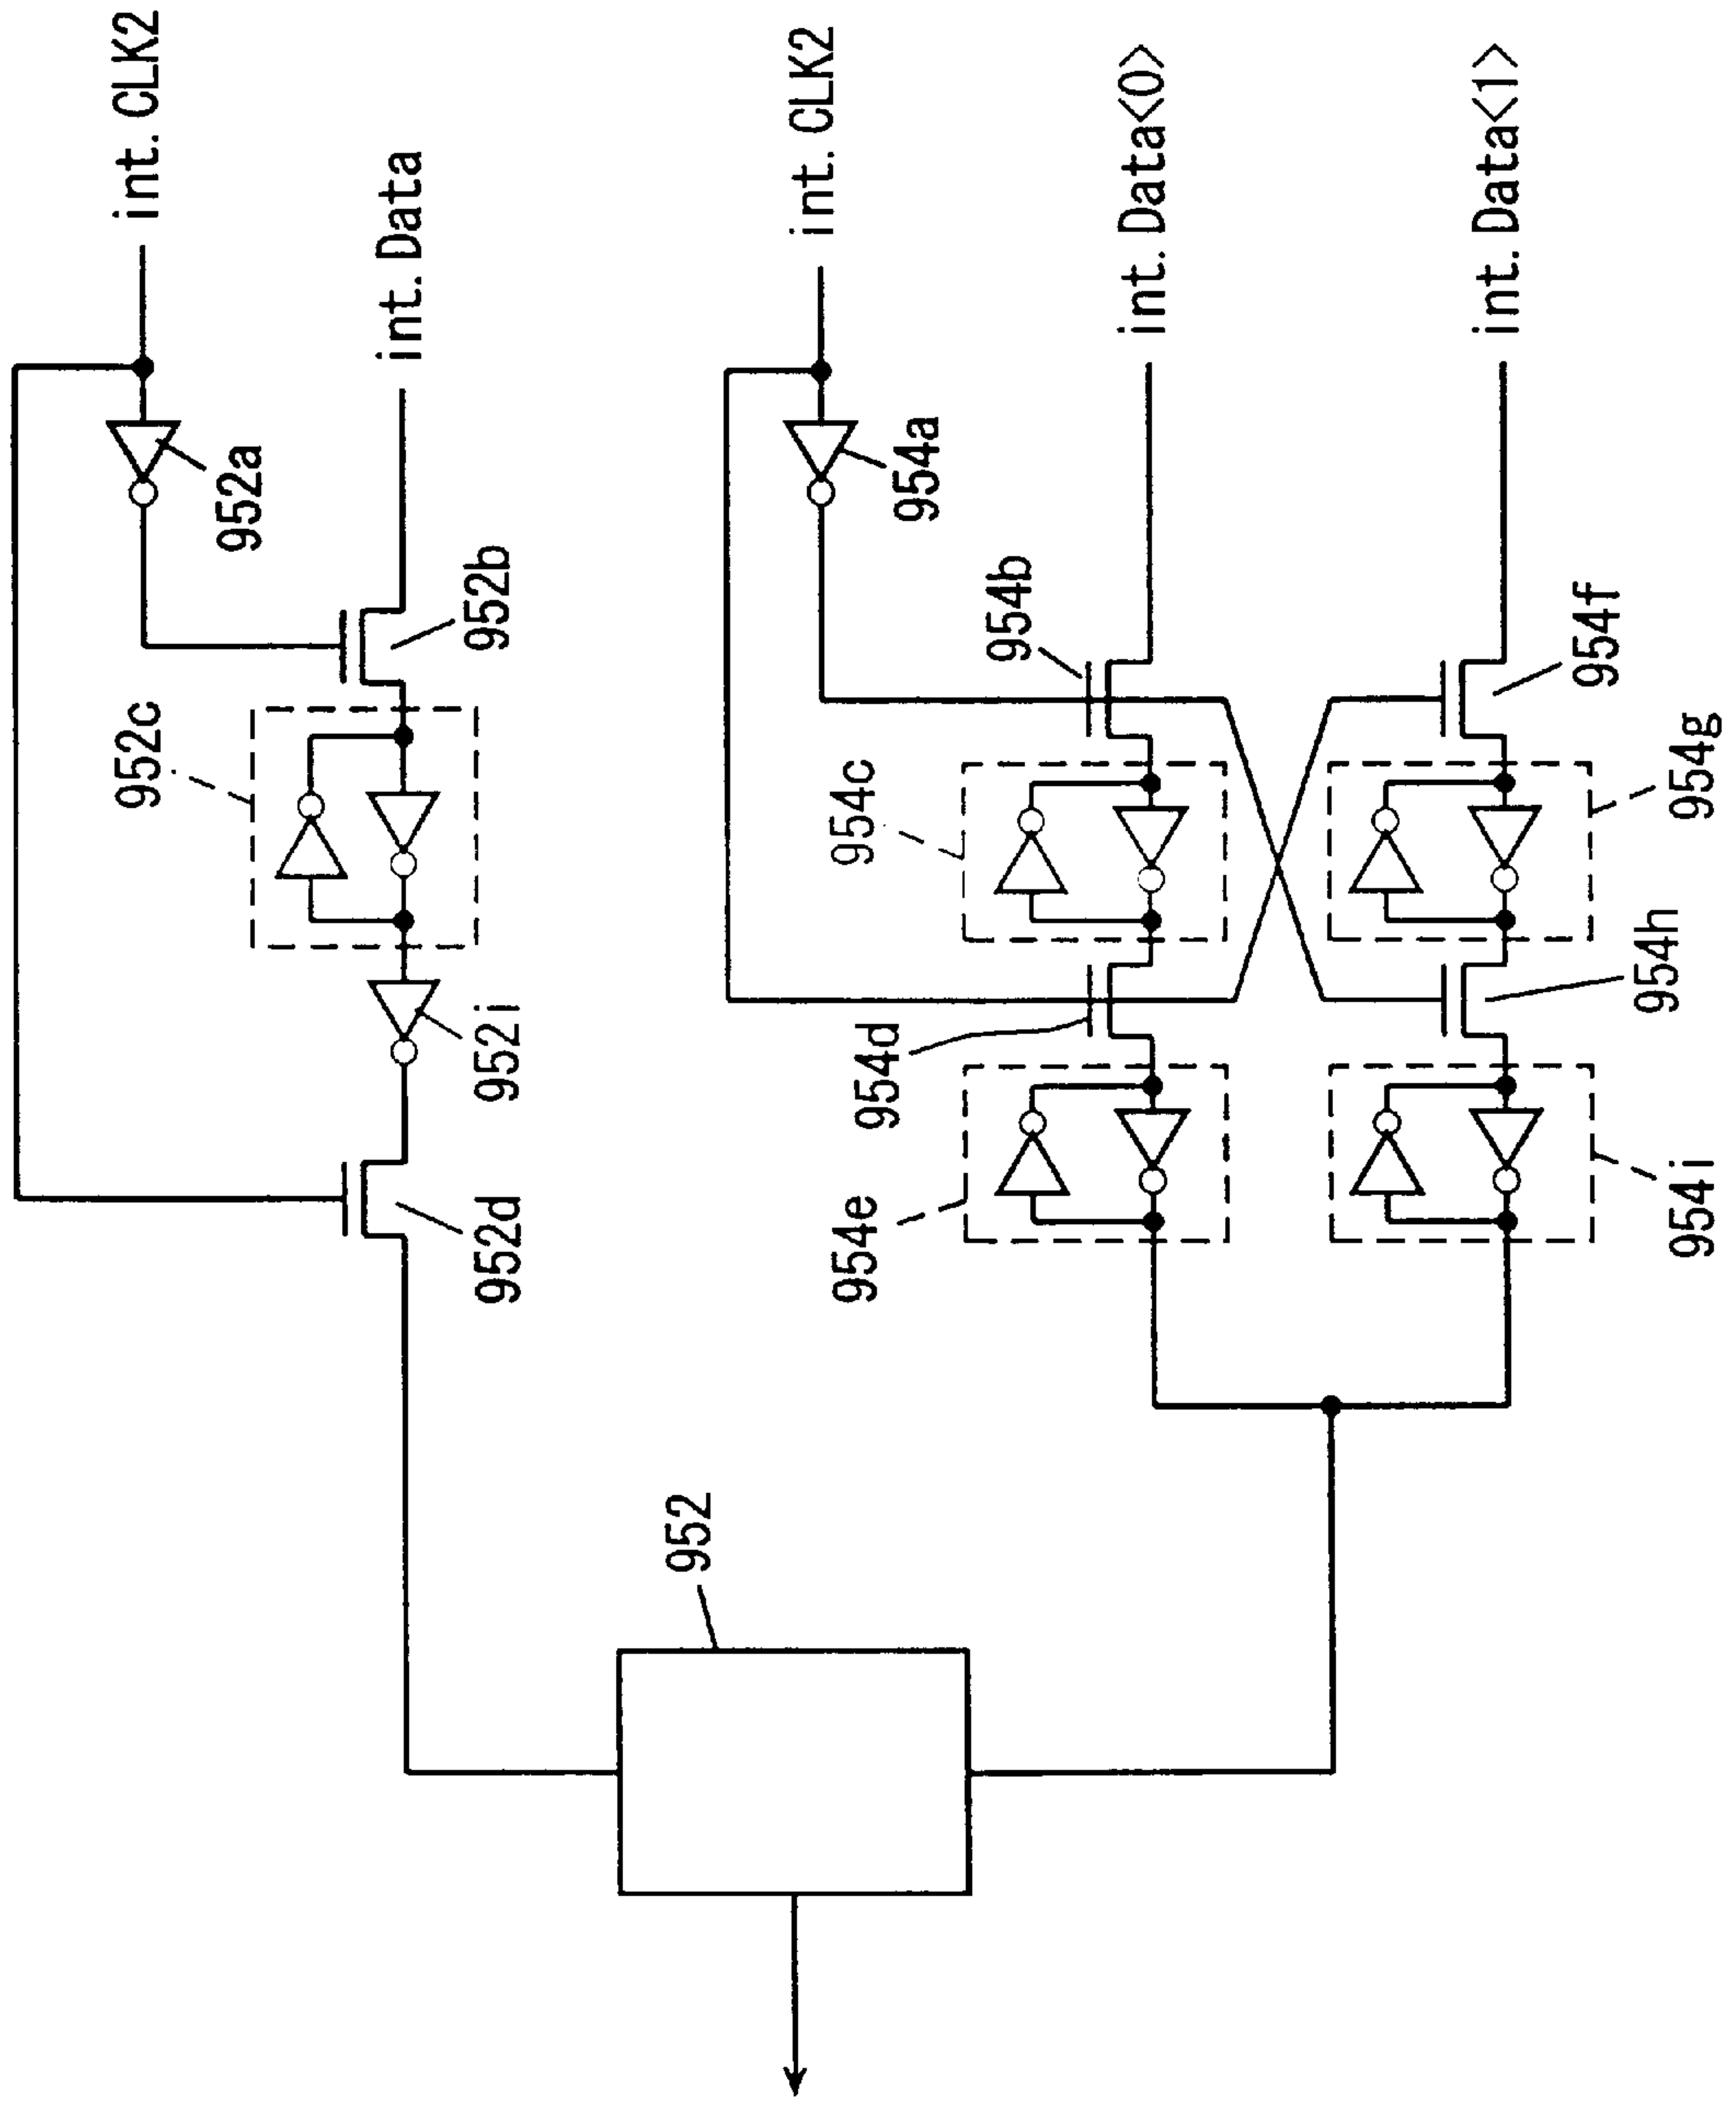 int.CLK2
952a
int.Data
952b
952c
952i
952d
int.CLK2
954a
int.Data<0>
954b
954c
954d
954e
int.Data<1>
954f
954g
954h
954i
952